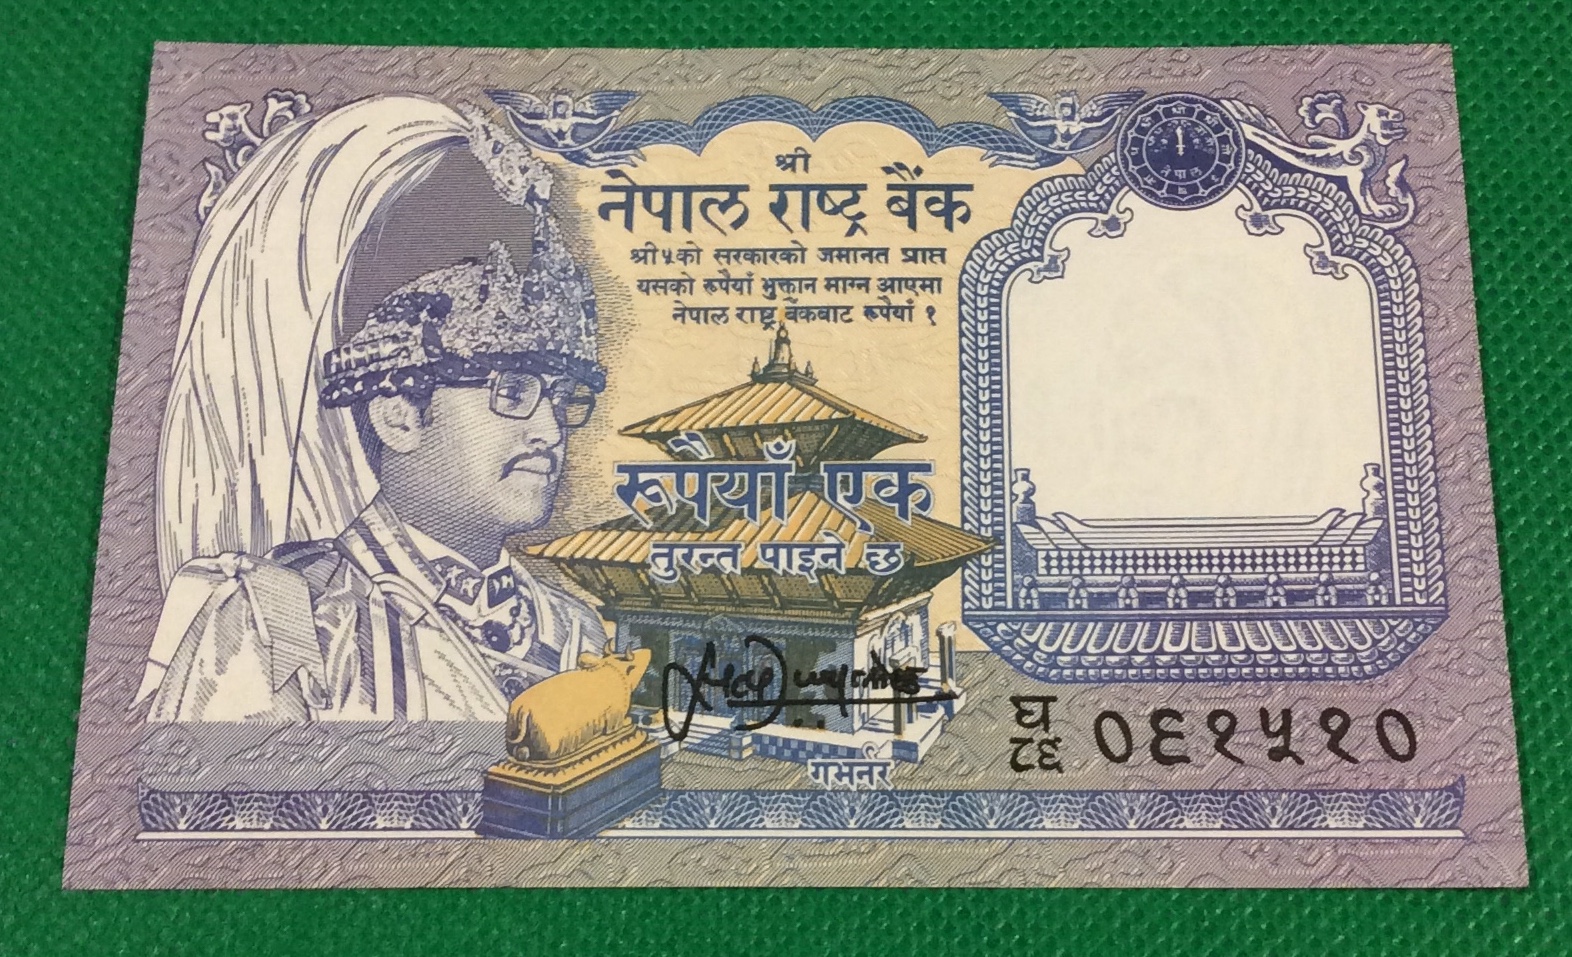 श्री
नेपाल राष्ट्र बैंक
श्री ५ को सरकारको जमानत प्राप्त
यसको रूपैयाँ भुक्तान माग्न आएमा
नेपाल राष्ट्र बैंकबाट रूपैयाँ १
रूपैयाँ एक
तुरन्त पाइने छ
गभर्नर
घ
८६ ०६१५१०